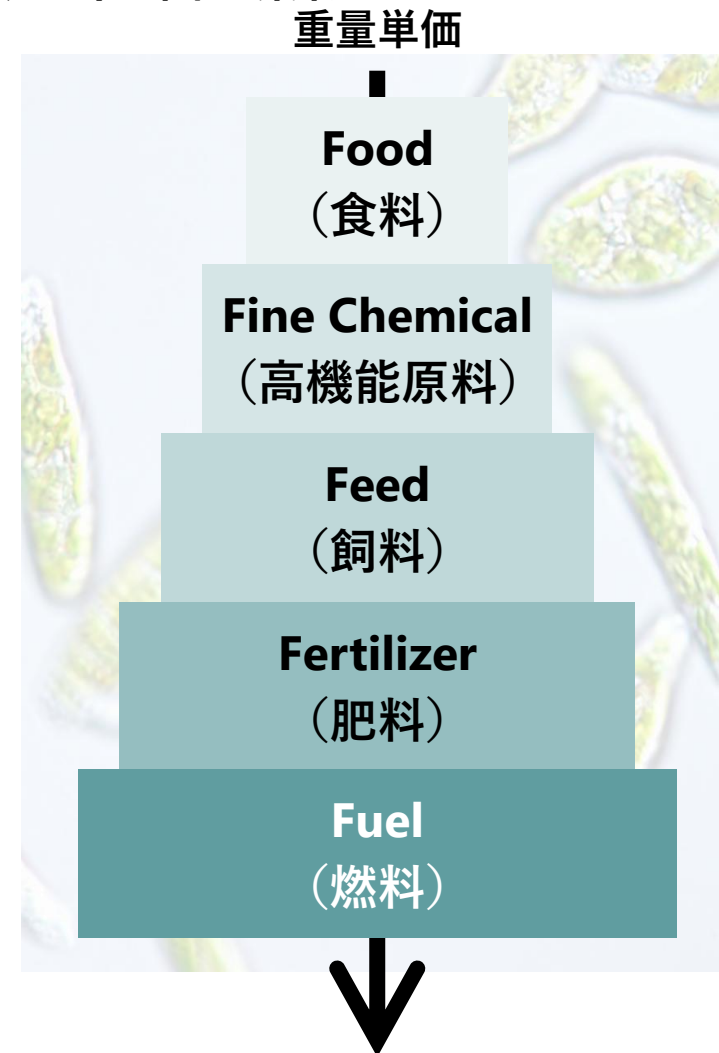 重量単価
Food
（食料）
Fine Chemical
（高機能原料）
Feed
（飼料）
Fertilizer
（肥料）
Fuel
（燃料）